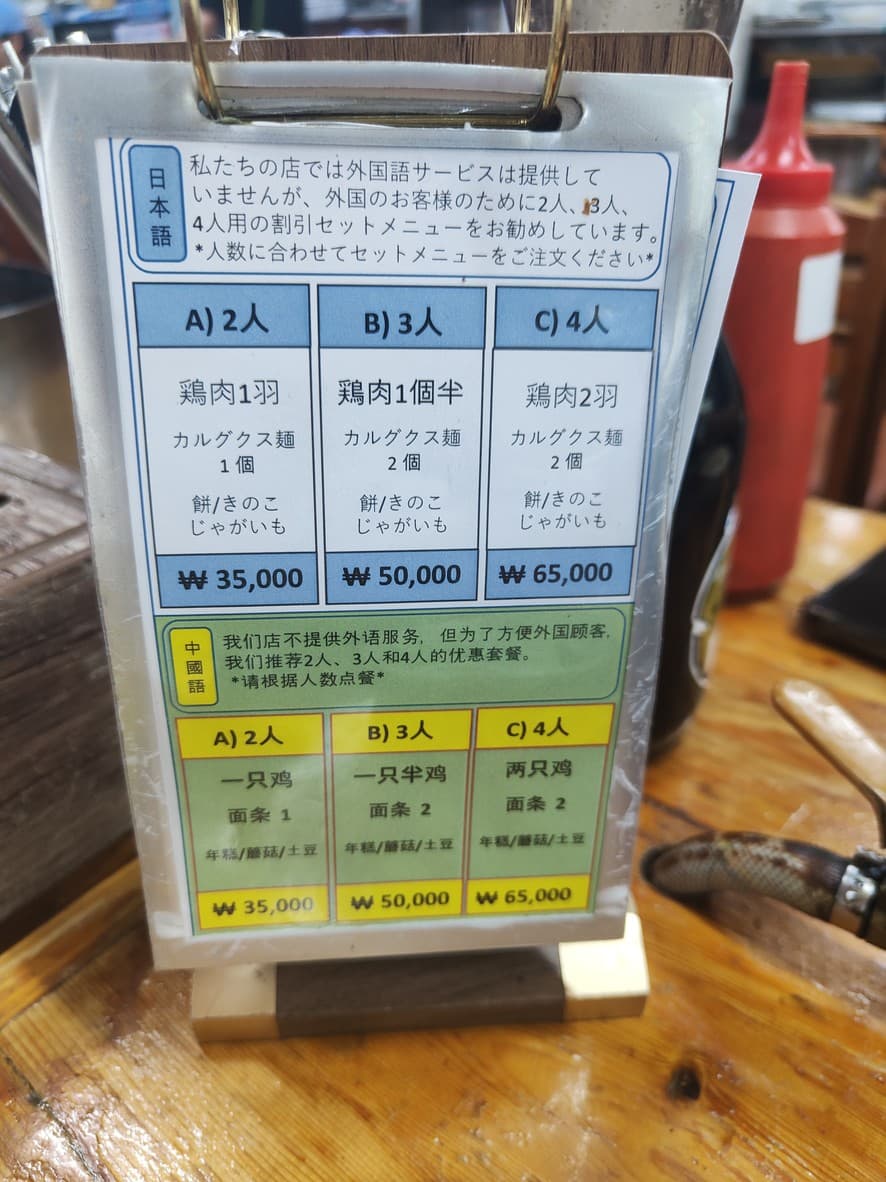 日本語
私たちの店では外国語サービスは提供して
いませんが、外国のお客様のために2人、3人、
4人用の割引セットメニューをお勧めしています。
*人数に合わせてセットメニューをご注文ください*
A) 2人
B) 3人
C) 4人
鶏肉1羽
鶏肉1個半
鶏肉2羽
カルグクス麺
1個
カルグクス麺
2個
カルグクス麺
2個
餅/きのこ
じゃがいも
餅/きのこ
じゃがいも
餅/きのこ
じゃがいも
₩ 35,000
₩ 50,000
₩ 65,000
中國語
我们店不提供外语服务，但为了方便外国顾客，
我们推荐2人、3人和4人的优惠套餐。
*请根据人数点餐*
A) 2人
B) 3人
C) 4人
一只鸡
一只半鸡
两只鸡
面条 1
面条 2
面条 2
年糕/蘑菇/土豆
年糕/蘑菇/土豆
年糕/蘑菇/土豆
₩ 35,000
₩ 50,000
₩ 65,000